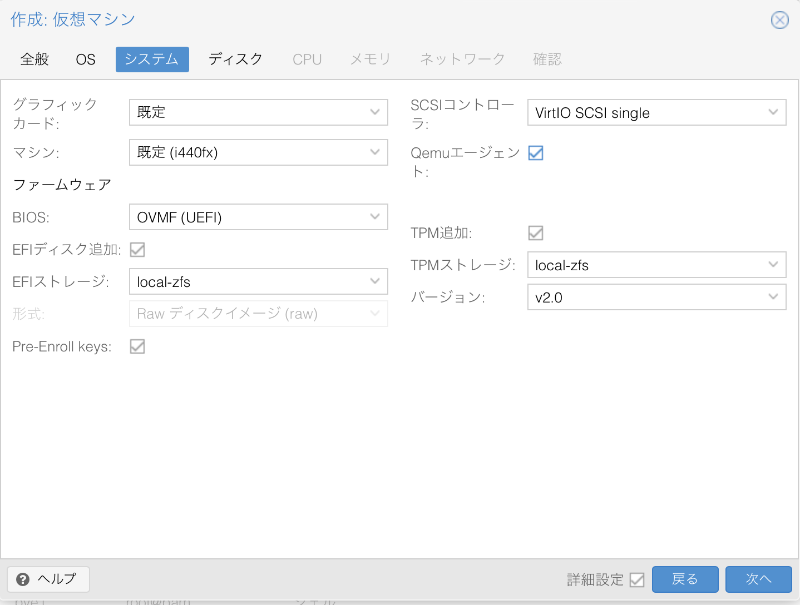 作成: 仮想マシン
全般 OS システム ディスク CPU メモリ ネットワーク 確認
グラフィック
カード:
既定
SCSIコントロー
ラ:
VirtIO SCSI single
マシン:
既定 (i440fx)
Qemuエージェン
ト:
ファームウェア
BIOS:
OVMF (UEFI)
EFIディスク追加:
TPM追加:
EFIストレージ:
local-zfs
TPMストレージ:
local-zfs
形式:
Raw ディスクイメージ (raw)
バージョン:
v2.0
Pre-Enroll keys:
ヘルプ
詳細設定
戻る
次へ